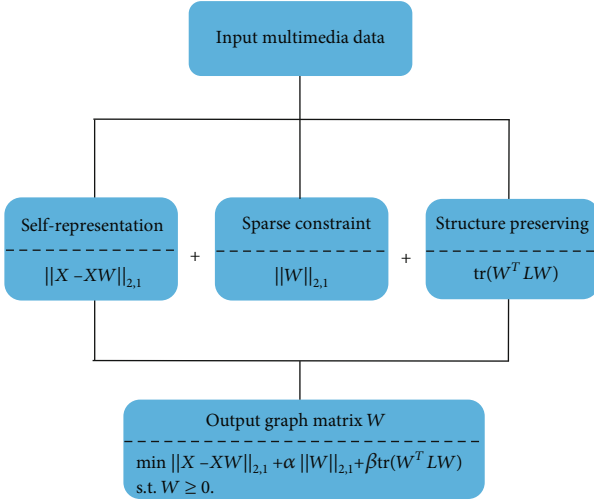 Input multimedia data
Self-representation
||X – XW||₂,₁
+
Sparse constraint
||W||₂,₁
+
Structure preserving
tr(Wᵀ LW)
Output graph matrix W
min ||X – XW||₂,₁ + α ||W||₂,₁ + βtr(Wᵀ LW)
s.t. W ≥ 0.